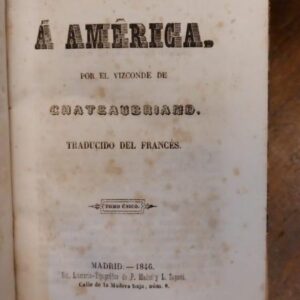 Á AMÉRICA.
POR EL VIZCONDE DE
CHATEAUBRIAND.
TRADUCIDO DEL FRANCÉS.
TOMO ÚNICO.
MADRID.—1846.
Est. Literario-Tipográfico de P. Madoz y L. Sagasti.
Calle de la Madera baja, núm. 8.